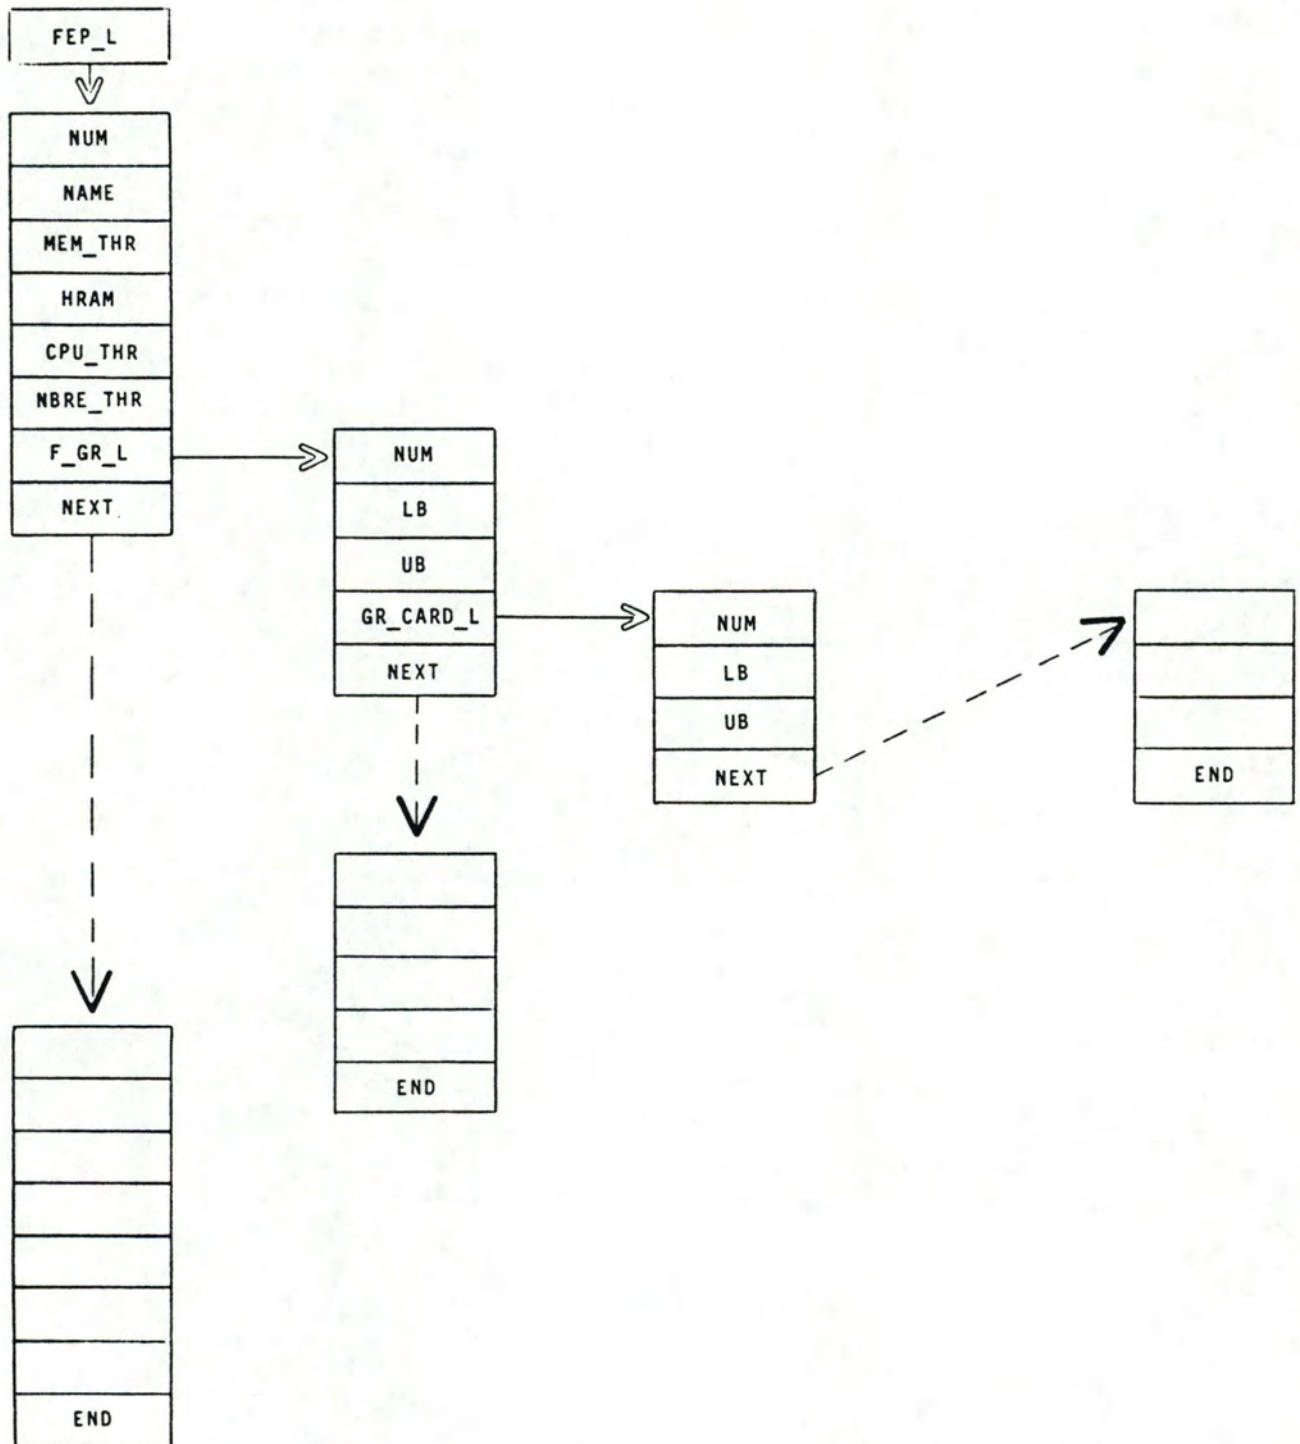 FEP_L
NUM
NAME
MEM_THR
HRAM
CPU_THR
NBRE_THR
F_GR_L
NEXT
NUM
LB
UB
GR_CARD_L
NEXT
NUM
LB
UB
NEXT
END
END
END